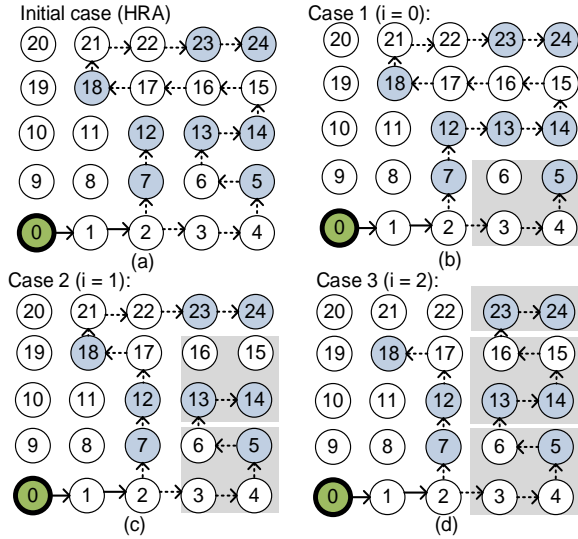 Initial case (HRA)
20 21 22 23 24
19 18 17 16 15
10 11 12 13 14
9 8 7 6 5
0 1 2 3 4
(a)
Case 1 (i = 0):
20 21 22 23 24
19 18 17 16 15
10 11 12 13 14
9 8 7 6 5
0 1 2 3 4
(b)
Case 2 (i = 1):
20 21 22 23 24
19 18 17 16 15
10 11 12 13 14
9 8 7 6 5
0 1 2 3 4
(c)
Case 3 (i = 2):
20 21 22 23 24
19 18 17 16 15
10 11 12 13 14
9 8 7 6 5
0 1 2 3 4
(d)